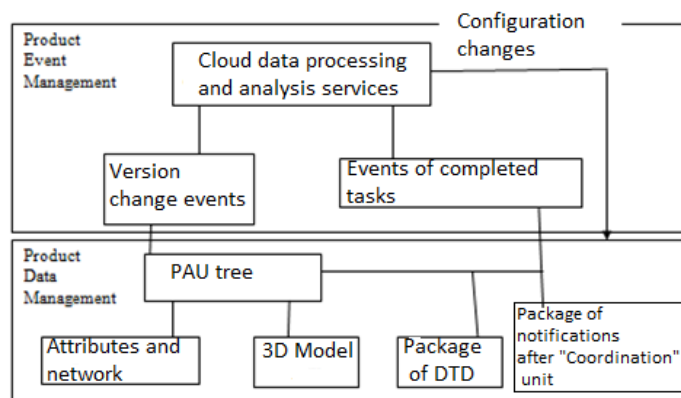 Configuration
changes
Product
Event
Management
Cloud data processing
and analysis services
Version
change events
Events of completed
tasks
Product
Data
Management
PAU tree
Attributes and
network
3D Model
Package
of DTD
Package of
notifications
after "Coordination"
unit